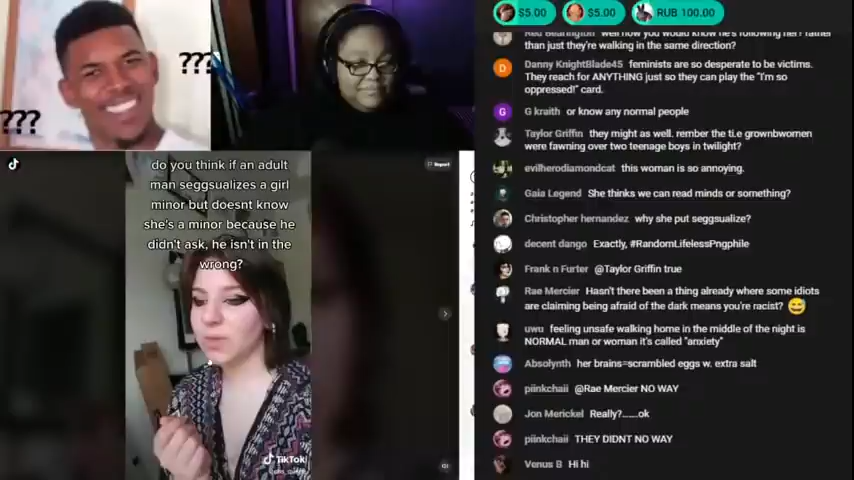 $5.00
$5.00
RUB 100.00
???
???
than just they're walking in the same direction?
Danny KnightBlade45 feminists are so desperate to be victims.
They reach for ANYTHING just so they can play the "I'm so
oppressed!" card.
G kraith or know any normal people
Taylor Griffin they might as well. rember the ti.e grownbwomen
were fawning over two teenage boys in twilight?
evilherodiamondcat this woman is so annoying.
Gaia Legend She thinks we can read minds or something?
Christopher hernandez why she put seggsualize?
decent dango Exactly, #RandomLifelessPngphile
Frank n Furter @Taylor Griffin true
Rae Mercier Hasn't there been a thing already where some idiots
are claiming being afraid of the dark means you're racist? 😅
uwu feeling unsafe walking home in the middle of the night is
NORMAL man or woman it's called "anxiety"
Absolynth her brains=scrambled eggs w. extra salt
piinkchaii @Rae Mercier NO WAY
Jon Merickel Really?......ok
piinkchaii THEY DIDNT NO WAY
Venus B Hi hi
do you think if an adult
man seggsualizes a girl
minor but doesnt know
she's a minor because he
didn't ask, he isn't in the
wrong?
Report
TikTok